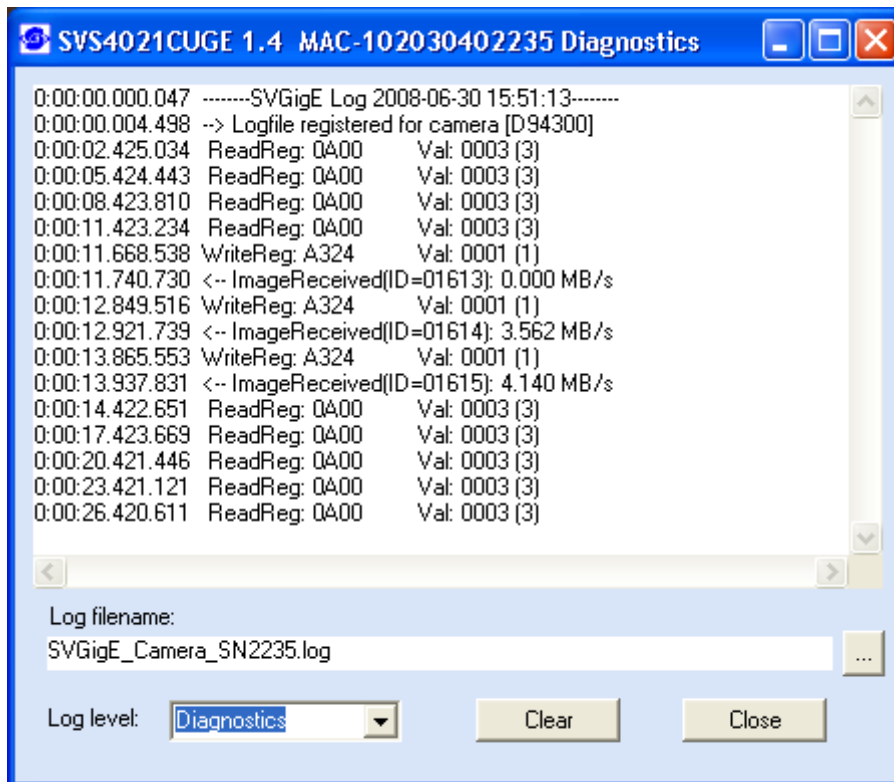 SVS4021CUGE 1.4 MAC-102030402235 Diagnostics
0:00:00.000.047 --------SVGigE Log 2008-06-30 15:51:13--------
0:00:00.004.498 --> Logfile registered for camera [D94300]
0:00:02.425.034 ReadReg: 0A00 Val: 0003 (3)
0:00:05.424.443 ReadReg: 0A00 Val: 0003 (3)
0:00:08.423.810 ReadReg: 0A00 Val: 0003 (3)
0:00:11.423.234 ReadReg: 0A00 Val: 0003 (3)
0:00:11.668.538 WriteReg: A324 Val: 0001 (1)
0:00:11.740.730 <-- ImageReceived(ID=01613): 0.000 MB/s
0:00:12.849.516 WriteReg: A324 Val: 0001 (1)
0:00:12.921.739 <-- ImageReceived(ID=01614): 3.562 MB/s
0:00:13.865.553 WriteReg: A324 Val: 0001 (1)
0:00:13.937.831 <-- ImageReceived(ID=01615): 4.140 MB/s
0:00:14.422.651 ReadReg: 0A00 Val: 0003 (3)
0:00:17.423.669 ReadReg: 0A00 Val: 0003 (3)
0:00:20.421.446 ReadReg: 0A00 Val: 0003 (3)
0:00:23.421.121 ReadReg: 0A00 Val: 0003 (3)
0:00:26.420.611 ReadReg: 0A00 Val: 0003 (3)
Log filename:
SVGigE_Camera_SN2235.log
...
Log level: Diagnostics Clear Close